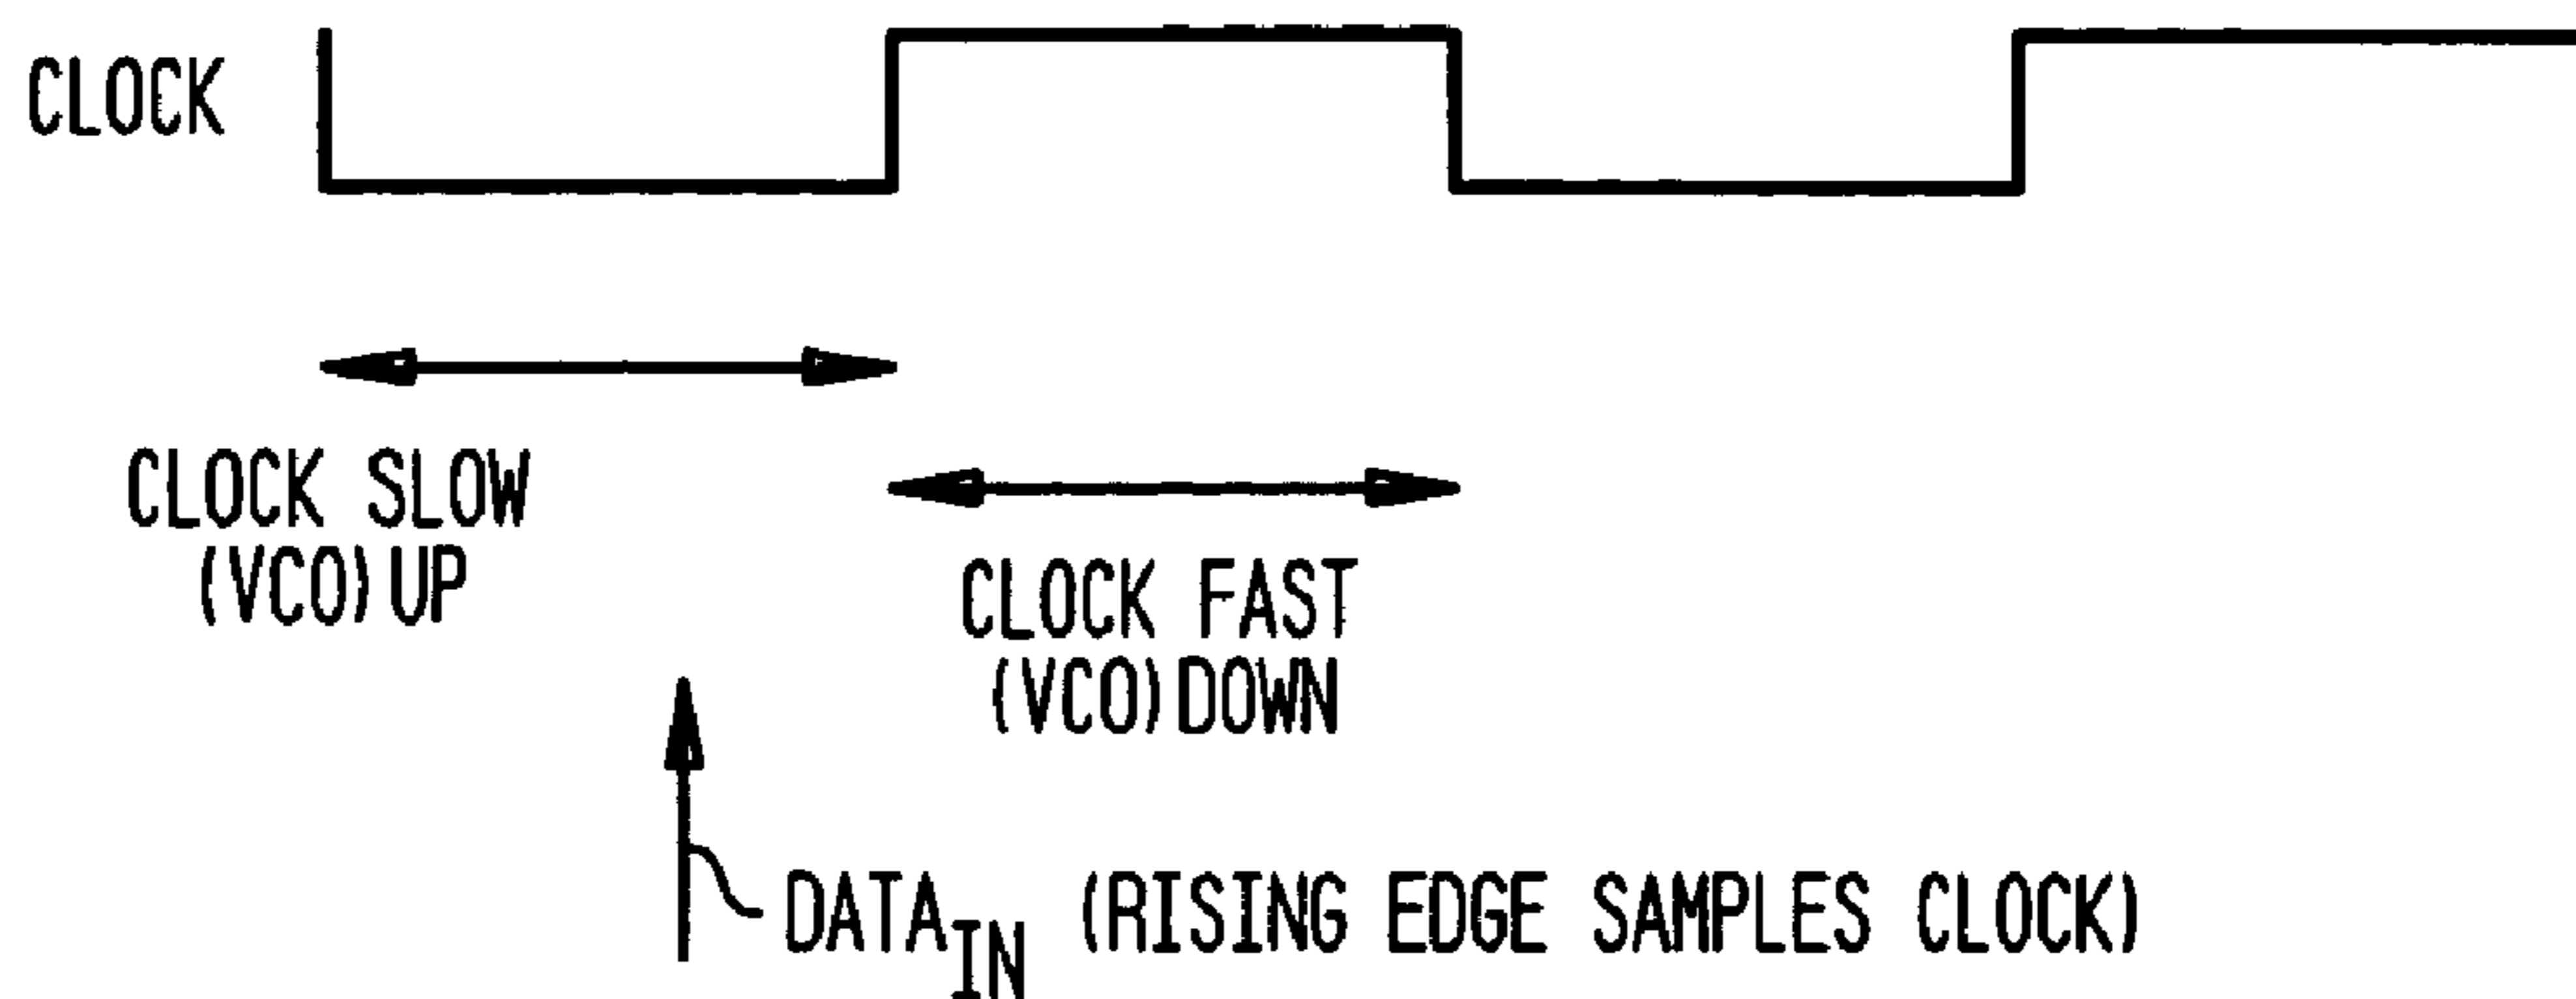 CLOCK
CLOCK SLOW
(VCO) UP
CLOCK FAST
(VCO) DOWN
DATA IN (RISING EDGE SAMPLES CLOCK)